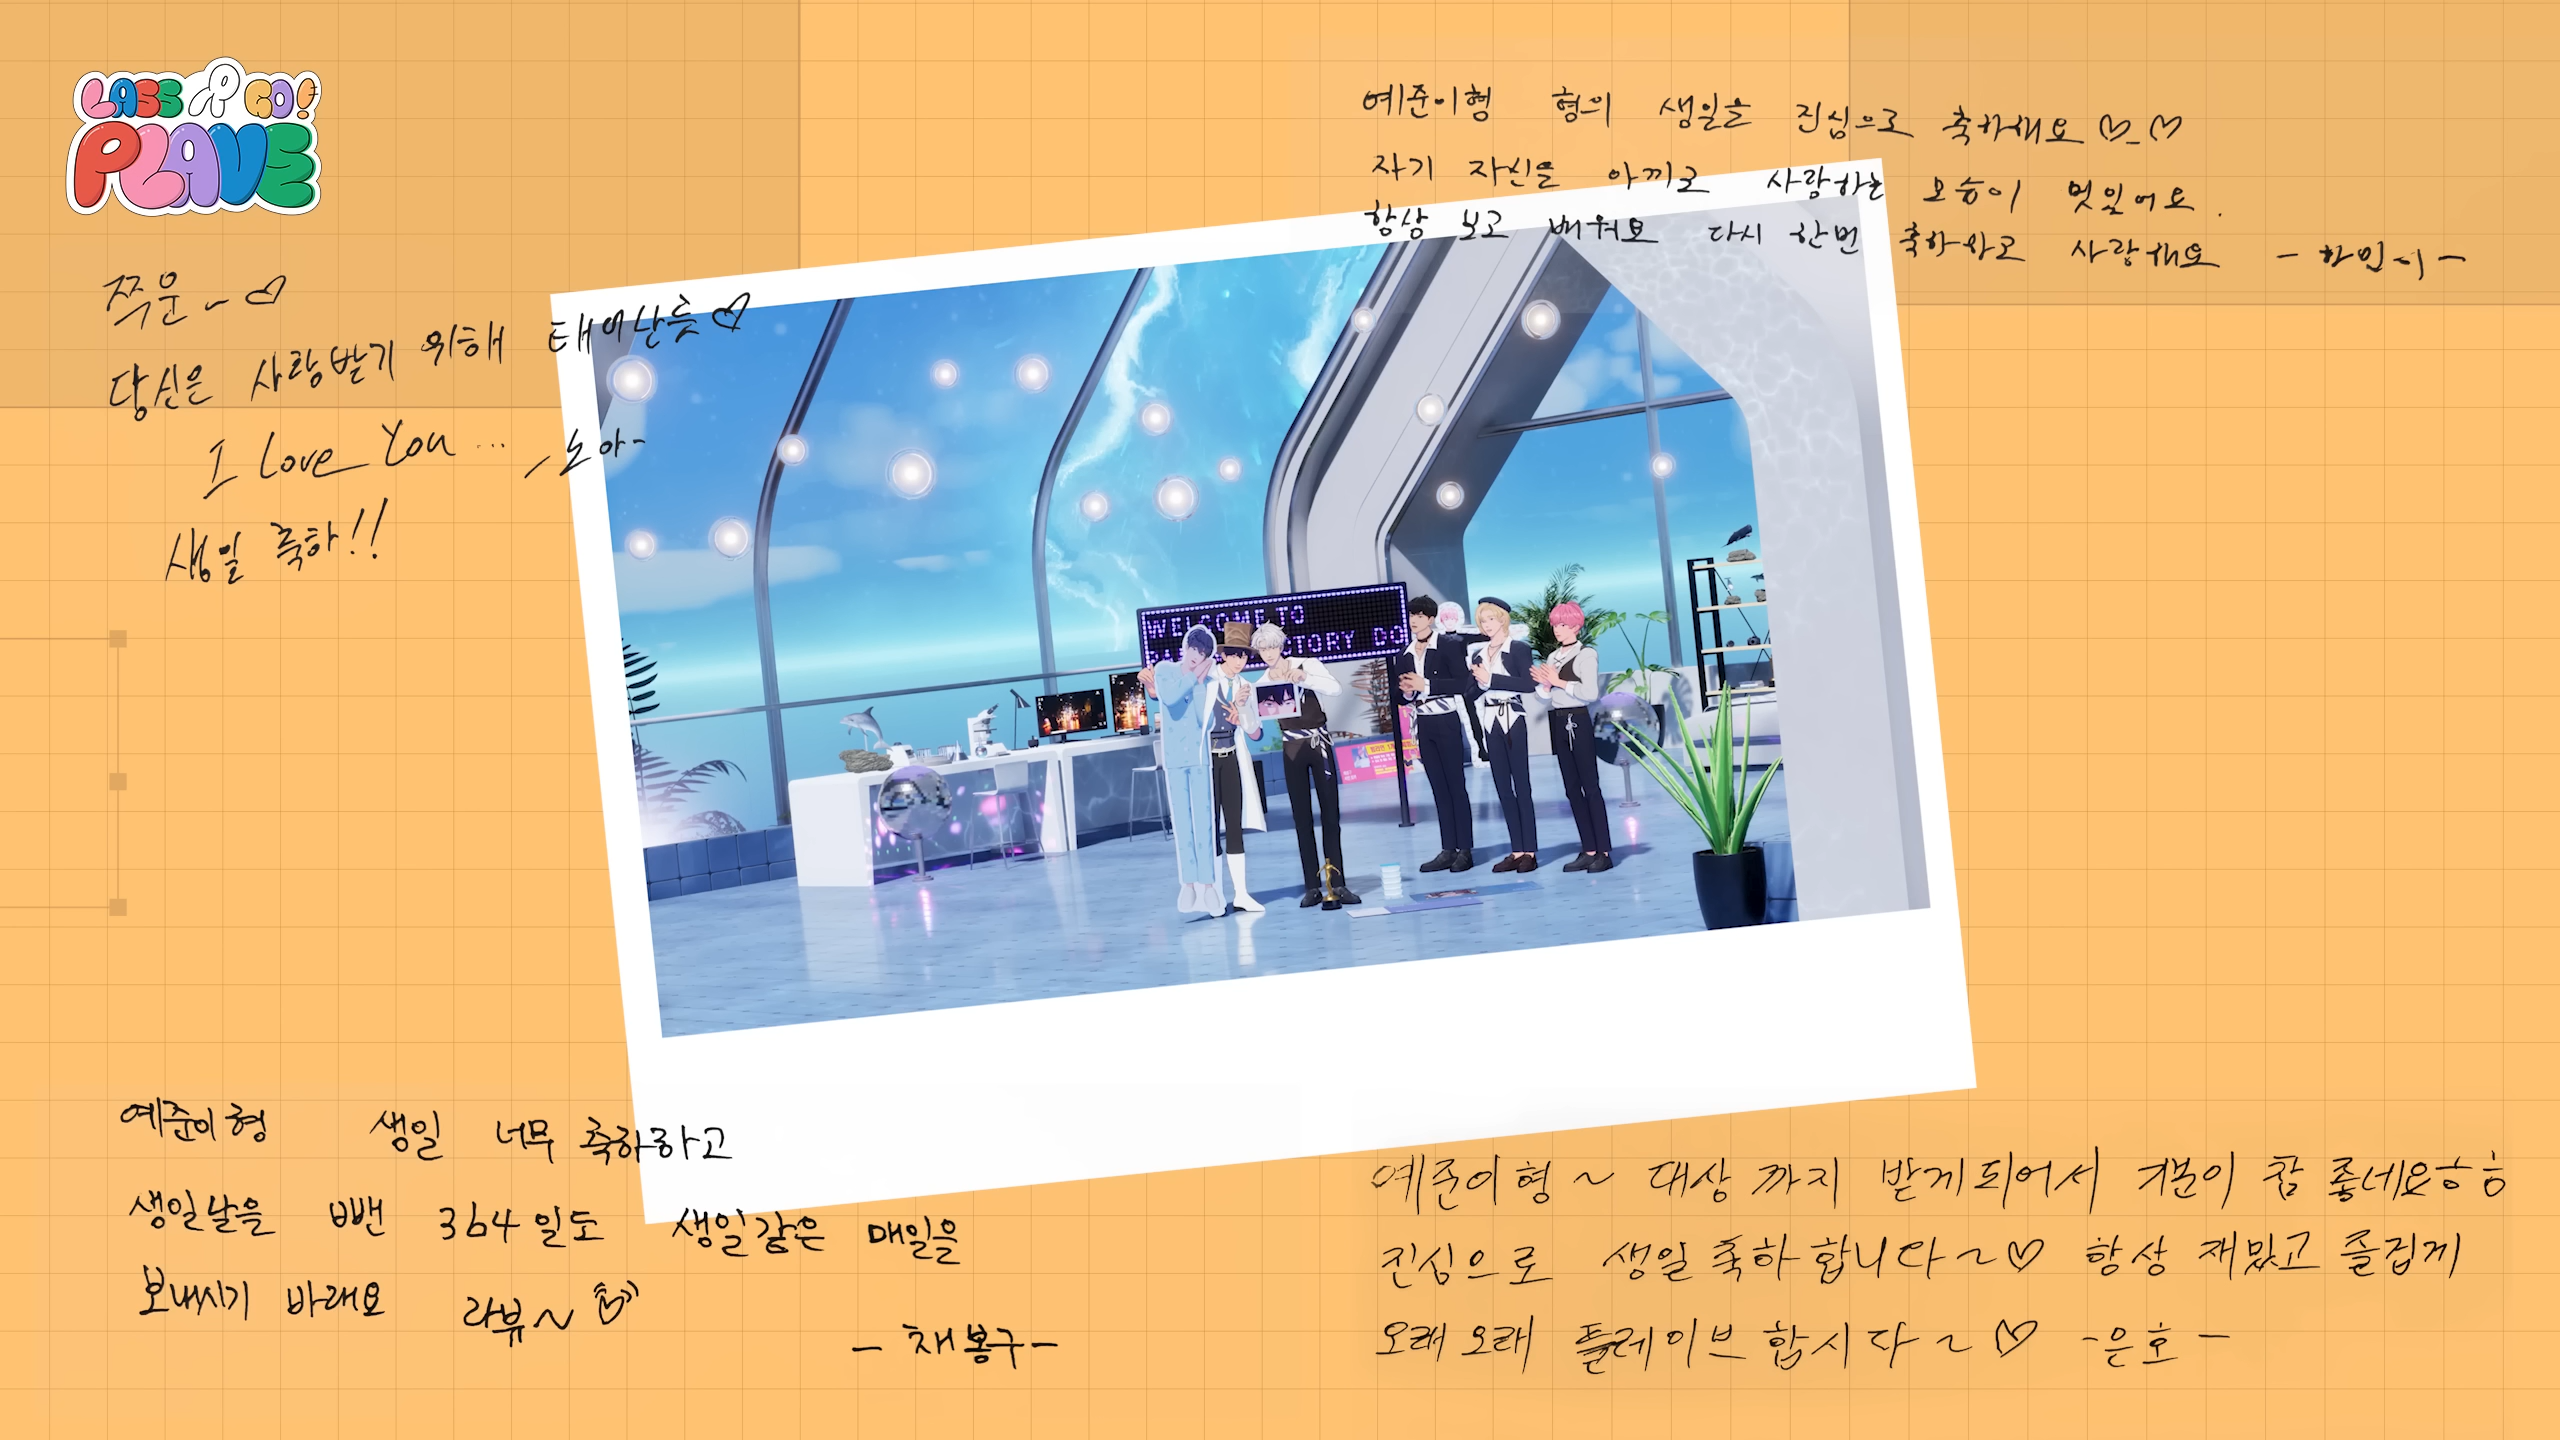 LASS GO!
PLAVE
예준이형 형의 생일을 진심으로 축하해요 ♡_♡
자기 자신을 아끼고 사랑하는 모습이 멋있어요.
항상 보고 배워요 다시 한번 축하하고 사랑해요 - 하민이 -
쭈운~♡
당신은 사랑받기 위해 태어난 듯♡
I Love You ... -노아-
생일 축하!!
WELCOME TO
예준이형 생일 너무 축하하고
생일날을 뺀 364일도 생일같은 매일을
보내시기 바래요 라뷰~
- 채봉구 -
예준이형~ 대상까지 받게되어서 기분이 참 좋네요ㅎㅎ
진심으로 생일축하합니다~♡ 항상 재밌고 즐겁게
오래오래 플레이브합시다~♡ -은호-